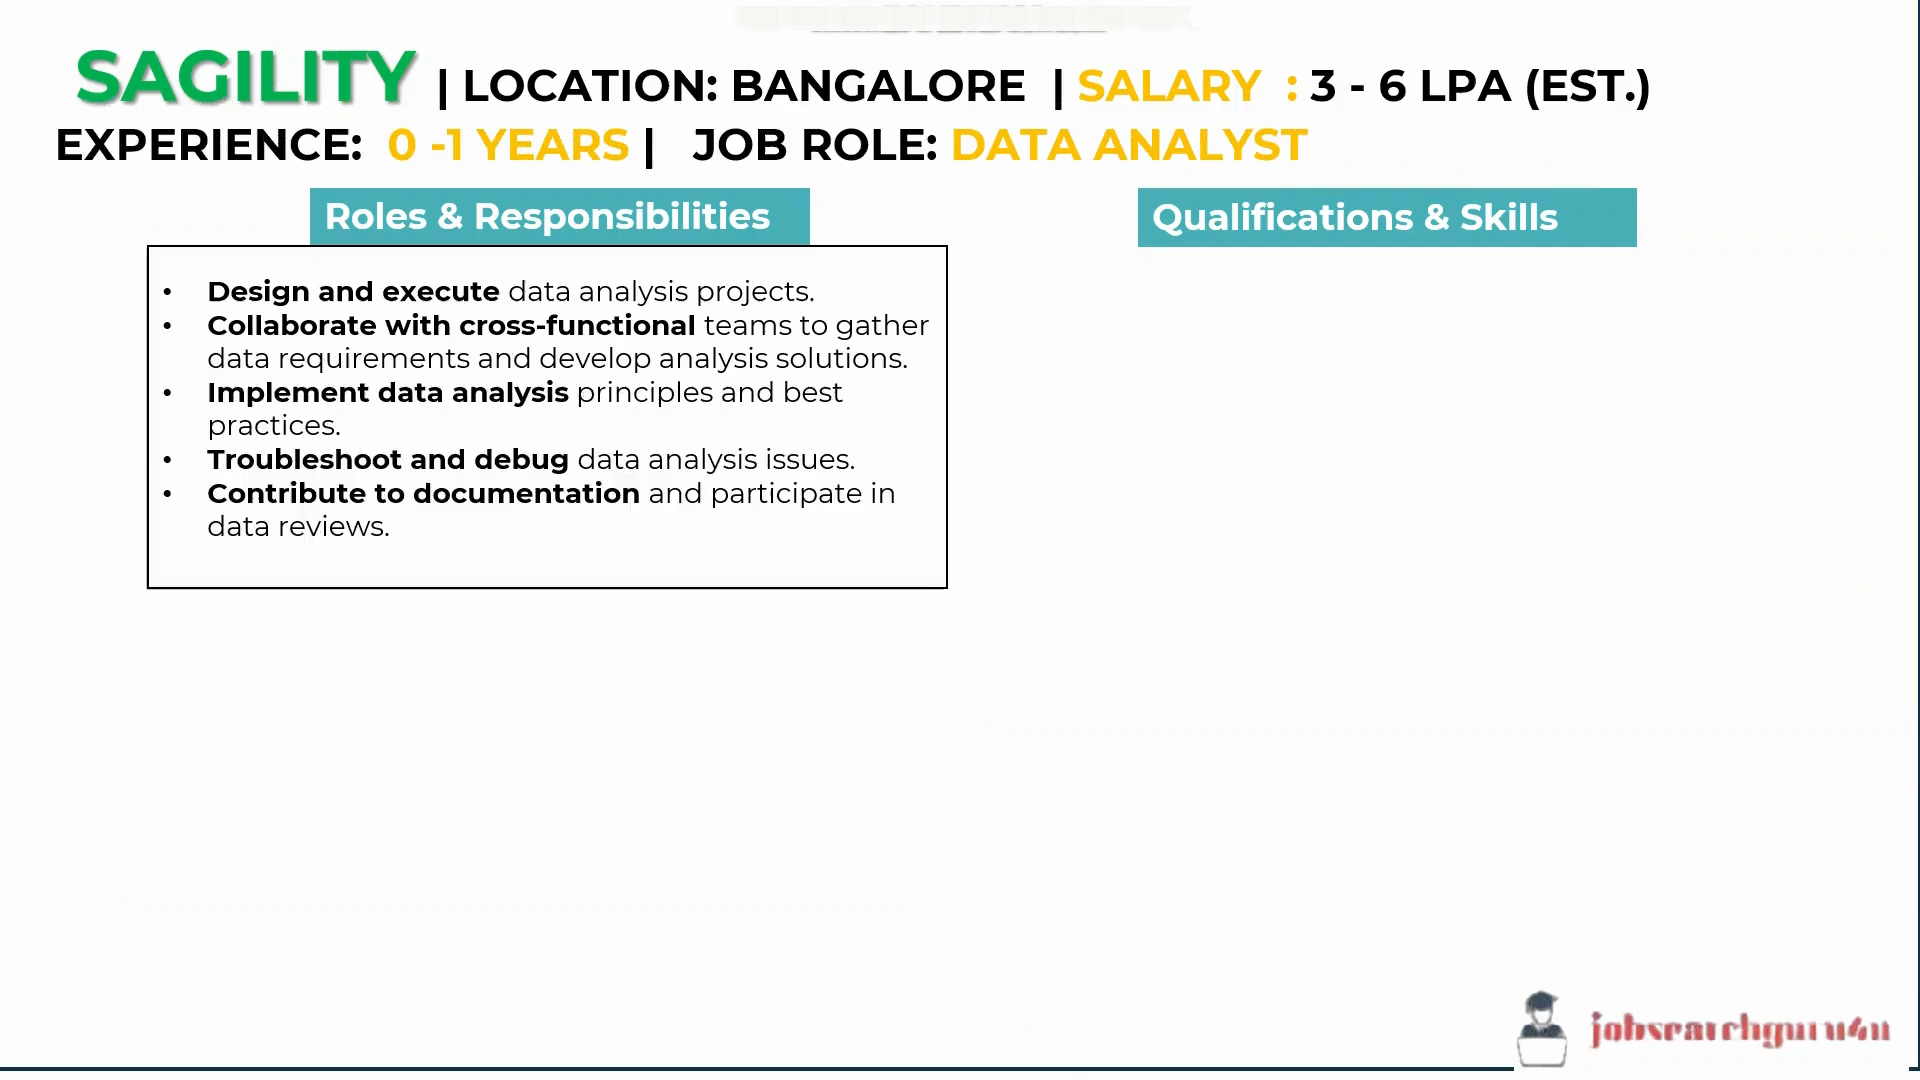 SAGILITY | LOCATION: BANGALORE | SALARY : 3 - 6 LPA (EST.)
EXPERIENCE: 0 -1 YEARS | JOB ROLE: DATA ANALYST
Roles & Responsibilities
• Design and execute data analysis projects.
• Collaborate with cross-functional teams to gather
data requirements and develop analysis solutions.
• Implement data analysis principles and best
practices.
• Troubleshoot and debug data analysis issues.
• Contribute to documentation and participate in
data reviews.
Qualifications & Skills
jobsearchguru4u